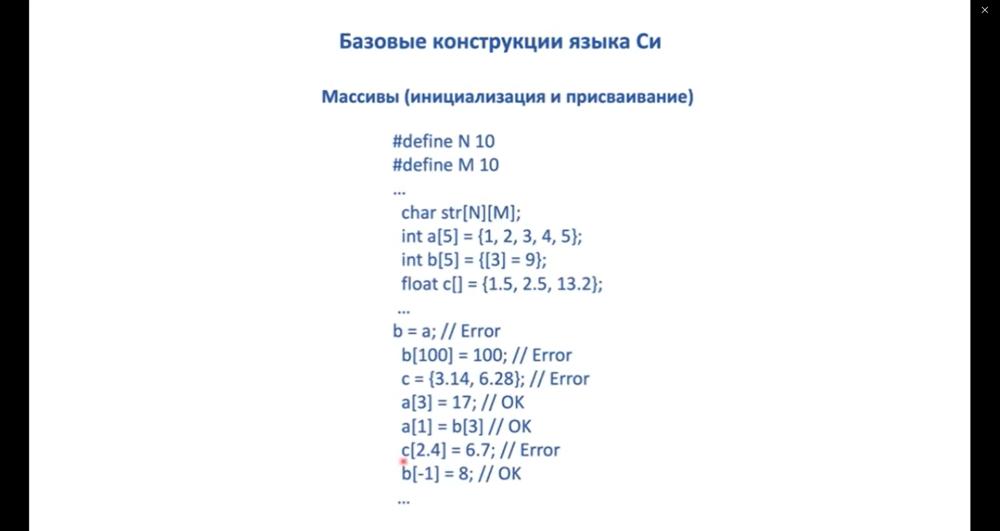 Базовые конструкции языка Си
Массивы (инициализация и присваивание)
#define N 10
#define M 10
...
char str[N][M];
int a[5] = {1, 2, 3, 4, 5};
int b[5] = {[3] = 9};
float c[] = {1.5, 2.5, 13.2};
...
b = a; // Error
b[100] = 100; // Error
c = {3.14, 6.28}; // Error
a[3] = 17; // OK
a[1] = b[3] // OK
c[2.4] = 6.7; // Error
b[-1] = 8; // OK
...